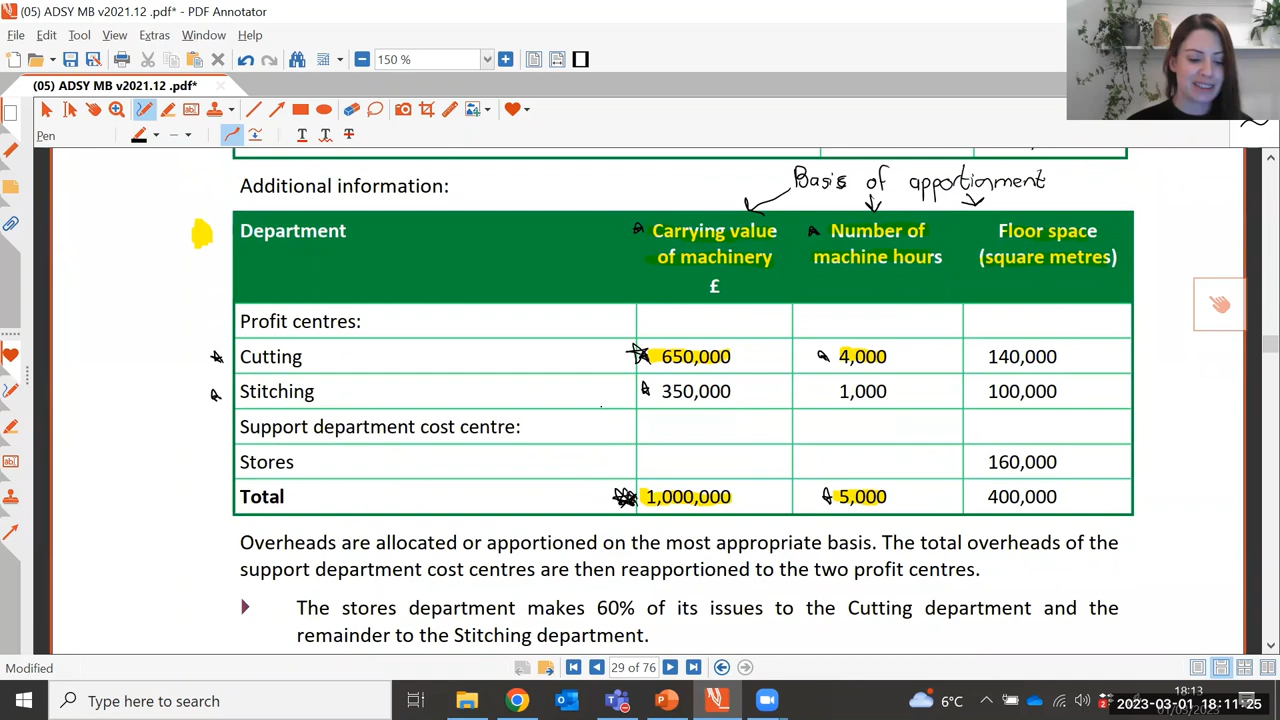 (05) ADSY MB v2021.12 .pdf* - PDF Annotator
File Edit Tool View Extras Window Help
150 %
(05) ADSY MB v2021.12 .pdf*
Pen
Additional information:
Basis of apportionment
Department
Carrying value of machinery £
Number of machine hours
Floor space (square metres)
Profit centres:
Cutting 650,000 4,000 140,000
Stitching 350,000 1,000 100,000
Support department cost centre:
Stores 160,000
Total 1,000,000 5,000 400,000
Overheads are allocated or apportioned on the most appropriate basis. The total overheads of the
support department cost centres are then reapportioned to the two profit centres.
The stores department makes 60% of its issues to the Cutting department and the
remainder to the Stitching department.
Modified
29 of 76
Type here to search
6°C
18:13
2023-03-01 18:11:25